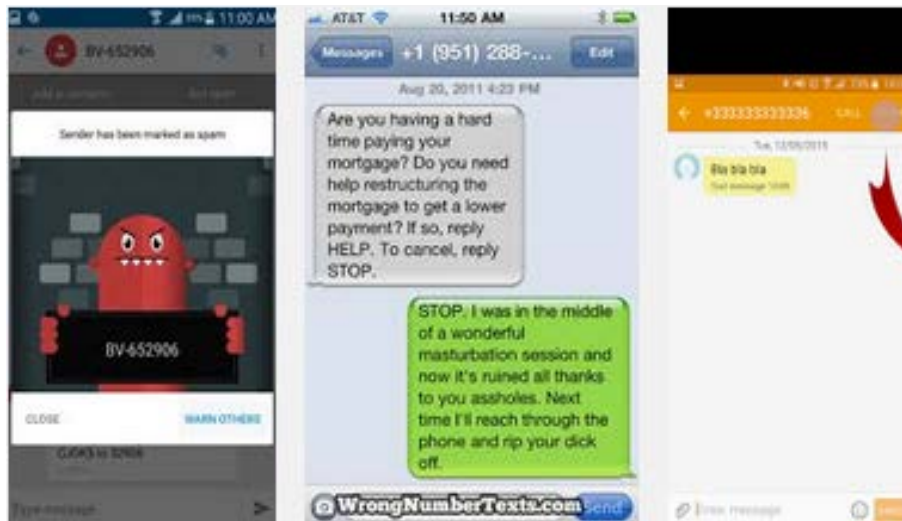 11:00 AM
BV-652906
Sender has been marked as spam
BV-652906
CLOSE
WARN OTHERS
Type message
AT&T
11:50 AM
Messages
+1 (951) 288-...
Edit
Aug 20, 2011 4:23 PM
Are you having a hard
time paying your
mortgage? Do you need
help restructuring the
mortgage to get a lower
payment? If so, reply
HELP. To cancel, reply
STOP.
STOP. I was in the middle
of a wonderful
masturbation session and
now it's ruined all thanks
to you assholes. Next
time I'll reach through the
phone and rip your dick
off.
WrongNumberTexts.com
Send
+333333333336
CALL
Bla bla bla
Enter message